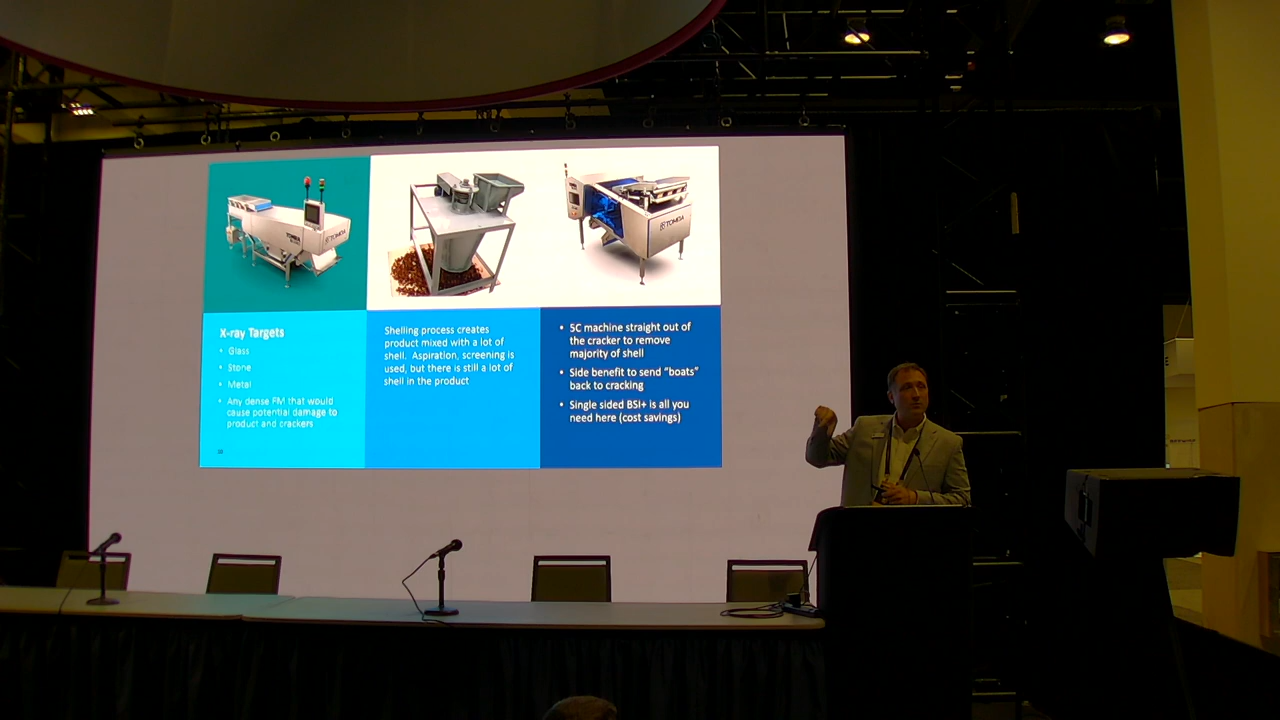 TOMRA
TOMRA
X-ray Targets
• Glass
• Stone
• Metal
• Any dense FM that would
cause potential damage to
product and crackers
Shelling process creates
product mixed with a lot of
shell. Aspiration, screening is
used, but there is still a lot of
shell in the product
• 5C machine straight out of
the cracker to remove
majority of shell
• Side benefit to send “boats”
back to cracking
• Single sided BSI+ is all you
need here (cost savings)